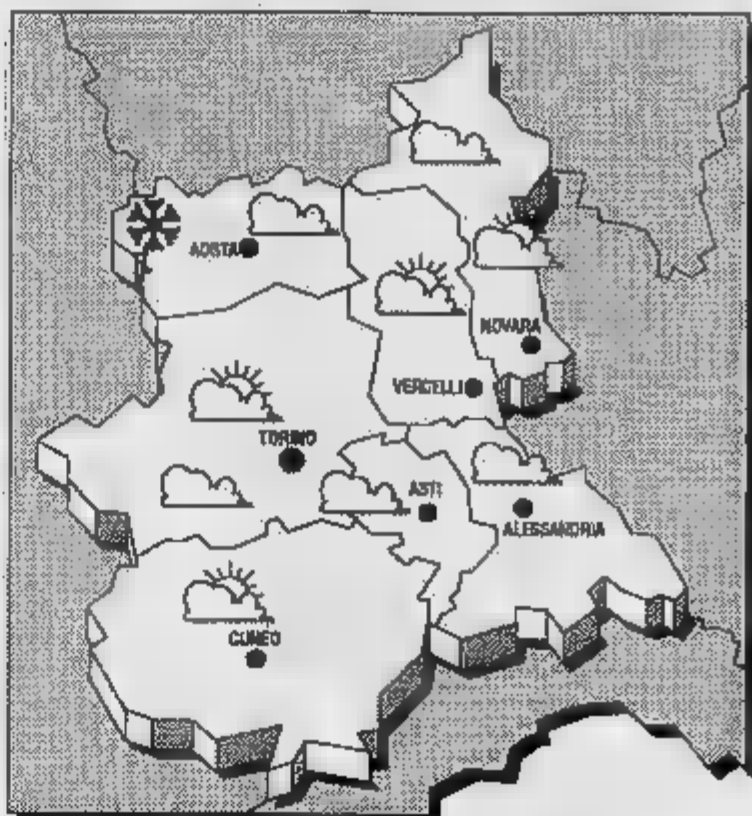 AOSTA
NOVARA
VERCELLI
TORINO
ASTI
ALESSANDRIA
CUNEO